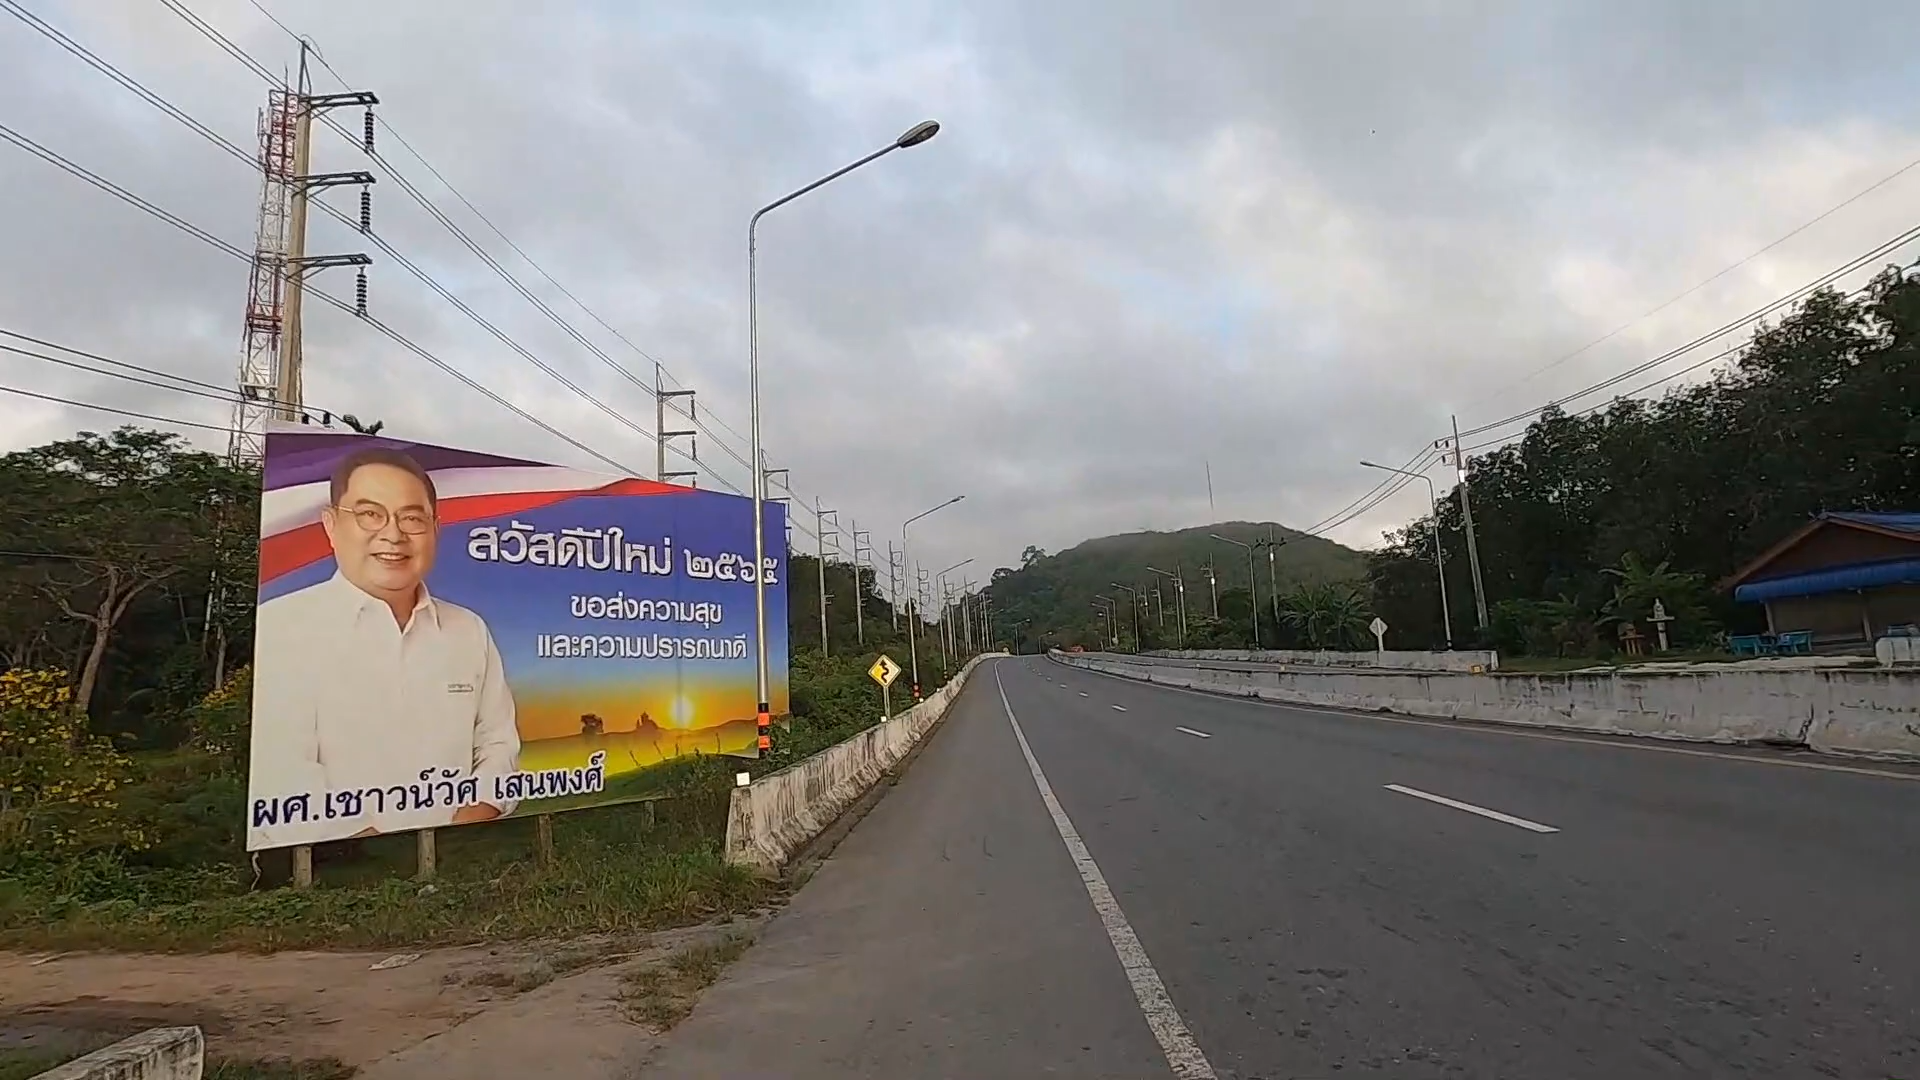 สวัสดีปีใหม่ ๒๕๖๕
ขอส่งความสุข
และความปรารถนาดี
ผศ.เชาวน์วัศ เสนพงศ์